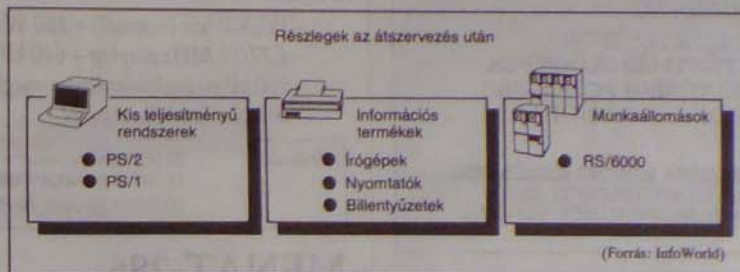 Részlegek az átszervezés után
Kis teljesítményű
rendszerek
PS/2
PS/1
Információs
termékek
Írógépek
Nyomtatók
Billentyűzetek
Munkaállomások
RS/6000
(Forrás: InfoWorld)